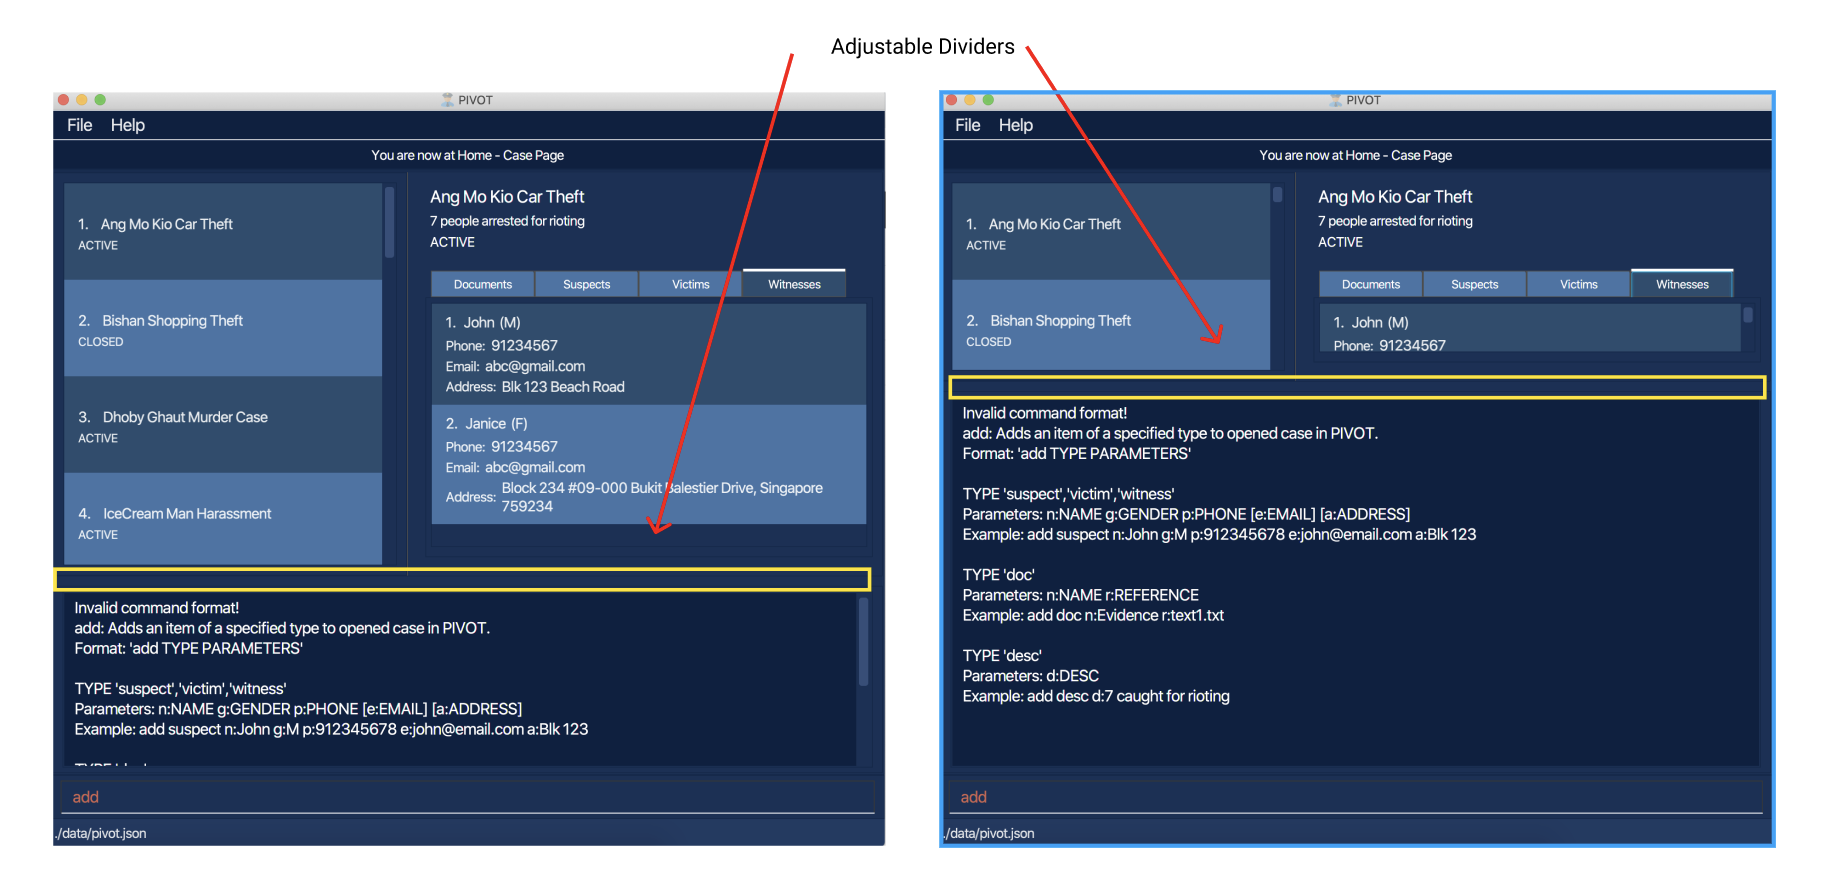 Adjustable Dividers
PIVOT
File Help
You are now at Home - Case Page
1. Ang Mo Kio Car Theft
ACTIVE
2. Bishan Shopping Theft
CLOSED
3. Dhoby Ghaut Murder Case
ACTIVE
4. IceCream Man Harassment
ACTIVE
Ang Mo Kio Car Theft
7 people arrested for rioting
ACTIVE
Documents Suspects Victims Witnesses
1. John (M)
Phone: 91234567
Email: abc@gmail.com
Address: Blk 123 Beach Road
2. Janice (F)
Phone: 91234567
Email: abc@gmail.com
Address: Block 234 #09-000 Bukit Balestier Drive, Singapore
759234
Invalid command format!
add: Adds an item of a specified type to opened case in PIVOT.
Format: 'add TYPE PARAMETERS'
TYPE 'suspect','victim','witness'
Parameters: n:NAME g:GENDER p:PHONE [e:EMAIL] [a:ADDRESS]
Example: add suspect n:John g:M p:912345678 e:john@email.com a:Blk 123
add
./data/pivot.json
PIVOT
File Help
You are now at Home - Case Page
1. Ang Mo Kio Car Theft
ACTIVE
2. Bishan Shopping Theft
CLOSED
Ang Mo Kio Car Theft
7 people arrested for rioting
ACTIVE
Documents Suspects Victims Witnesses
1. John (M)
Phone: 91234567
Invalid command format!
add: Adds an item of a specified type to opened case in PIVOT.
Format: 'add TYPE PARAMETERS'
TYPE 'suspect','victim','witness'
Parameters: n:NAME g:GENDER p:PHONE [e:EMAIL] [a:ADDRESS]
Example: add suspect n:John g:M p:912345678 e:john@email.com a:Blk 123
TYPE 'doc'
Parameters: n:NAME r:REFERENCE
Example: add doc n:Evidence r:text1.txt
TYPE 'desc'
Parameters: d:DESC
Example: add desc d:7 caught for rioting
add
./data/pivot.json